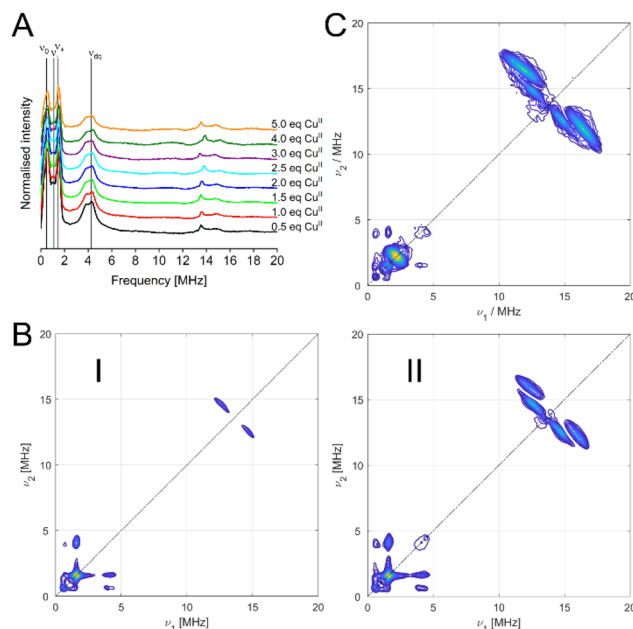 A
ν0 ν- ν+ νdq
Normalised intensity
5.0 eq CuII
4.0 eq CuII
3.0 eq CuII
2.5 eq CuII
2.0 eq CuII
1.5 eq CuII
1.0 eq CuII
0.5 eq CuII
0 2 4 6 8 10 12 14 16 18 20
Frequency [MHz]
C
20
15
10
5
0
ν2 / MHz
0 5 10 15 20
ν1 / MHz
B
I
20
15
10
5
0
ν2 [MHz]
0 5 10 15 20
ν1 [MHz]
II
20
15
10
5
0
ν2 [MHz]
0 5 10 15 20
ν1 [MHz]